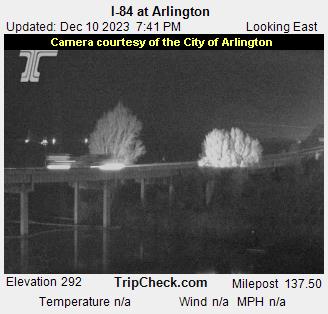 I-84 at Arlington
Updated: Dec 10 2023 7:41 PM Looking East
Camera courtesy of the City of Arlington
Elevation 292 TripCheck.com Milepost 137.50
Temperature n/a Wind n/a MPH n/a